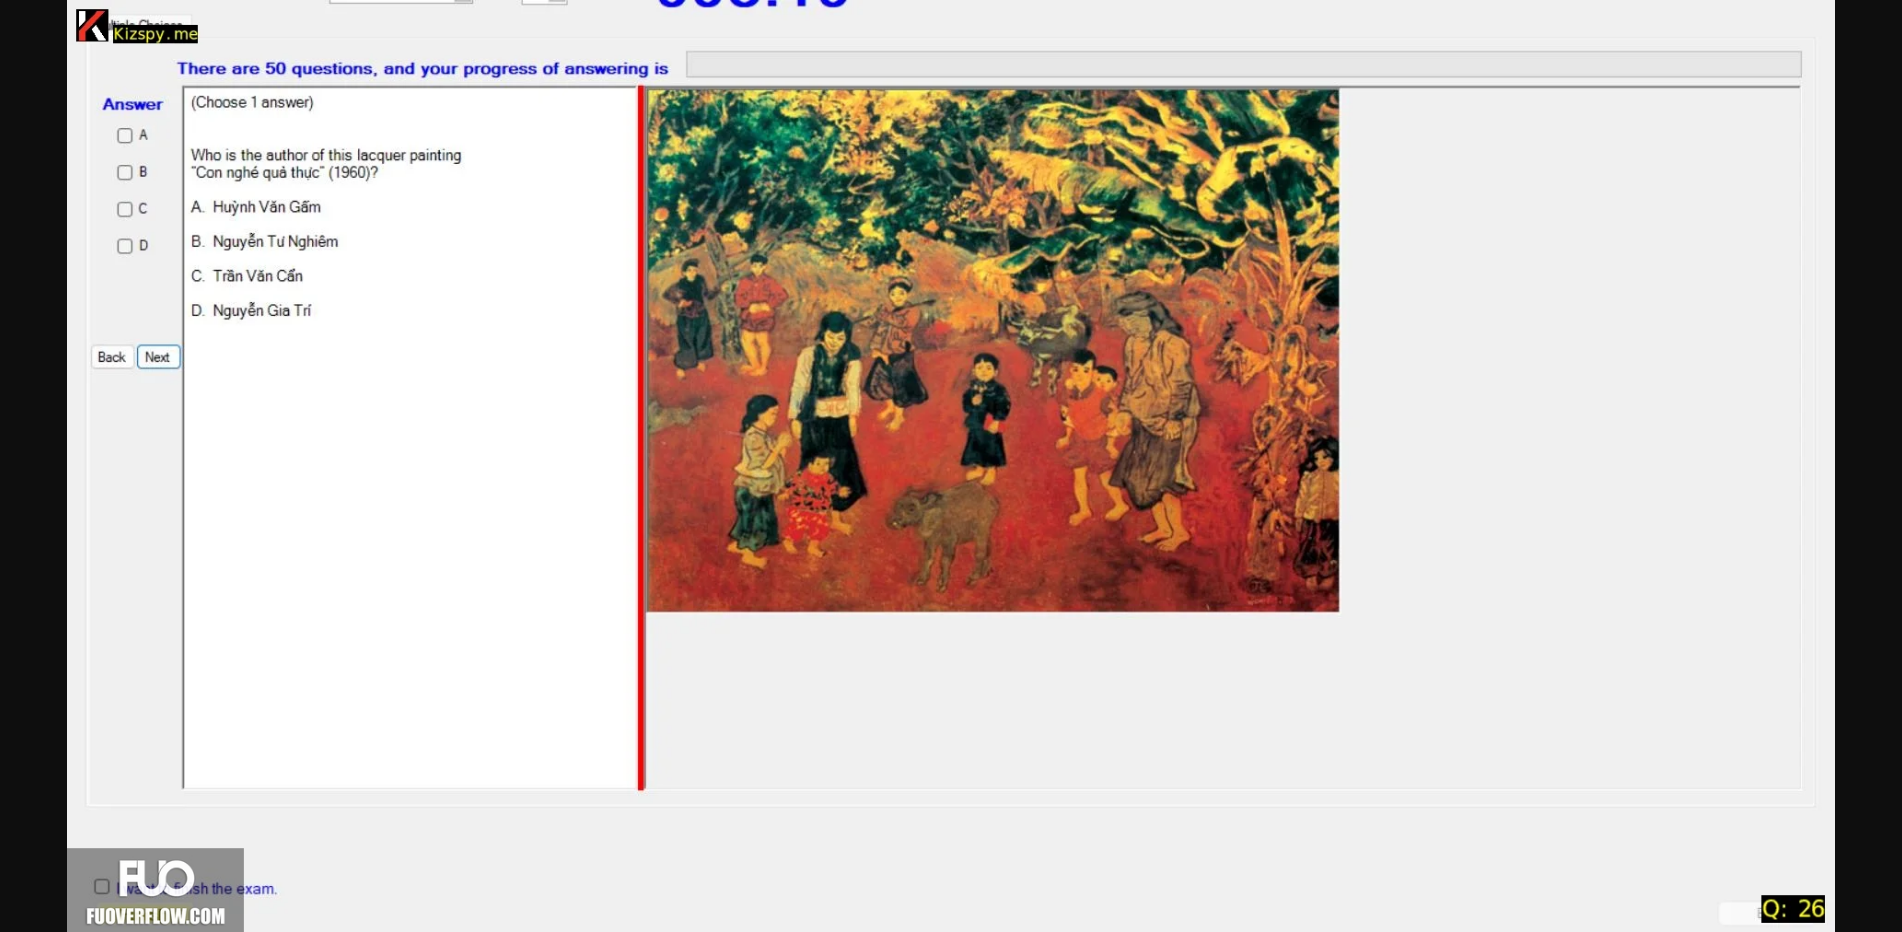 Kizspy.me
There are 50 questions, and your progress of answering is
Answer
(Choose 1 answer)
A
B
C
D
Who is the author of this lacquer painting
"Con nghé quả thực" (1960)?
A. Huỳnh Văn Gấm
B. Nguyễn Tư Nghiêm
C. Trần Văn Cẩn
D. Nguyễn Gia Trí
Back Next
FUO
finish the exam.
FUOVERFLOW.COM
Q: 26